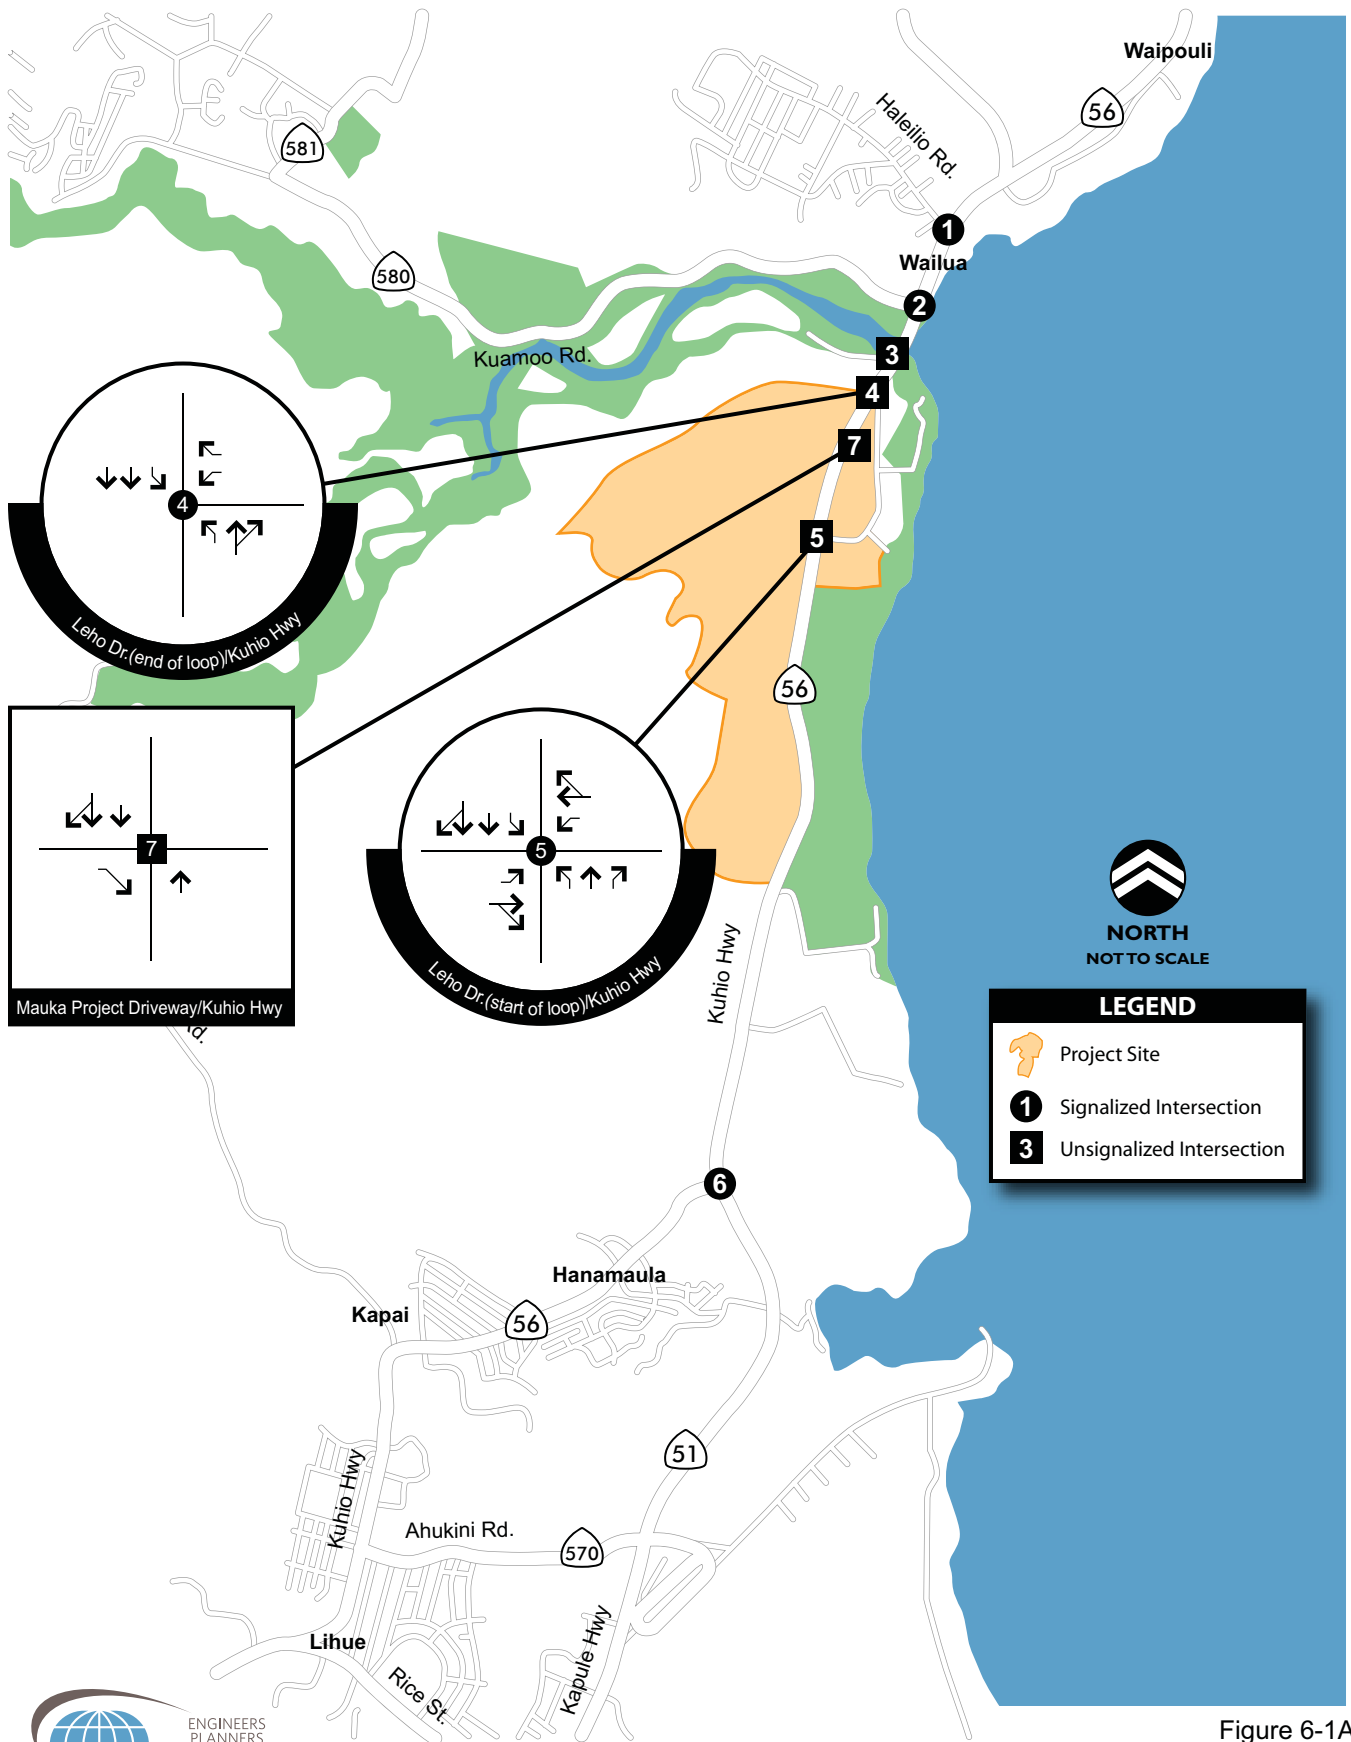 Waipouli
56
Haleilio Rd.
581
1
Wailua
580
2
3
Kuamoo Rd.
4
7
4
5
Leho Dr.(end of loop)/Kuhio Hwy
56
7
5
Mauka Project Driveway/Kuhio Hwy
Leho Dr.(start of loop)/Kuhio Hwy
Rd.
Kuhio Hwy
NORTH
NOT TO SCALE
LEGEND
Project Site
1 Signalized Intersection
3 Unsignalized Intersection
6
Hanamaula
Kapai
56
51
Kuhio Hwy
Ahukini Rd.
570
Lihue
Rice St.
Kapule Hwy
ENGINEERS
PLANNERS
Figure 6-1A